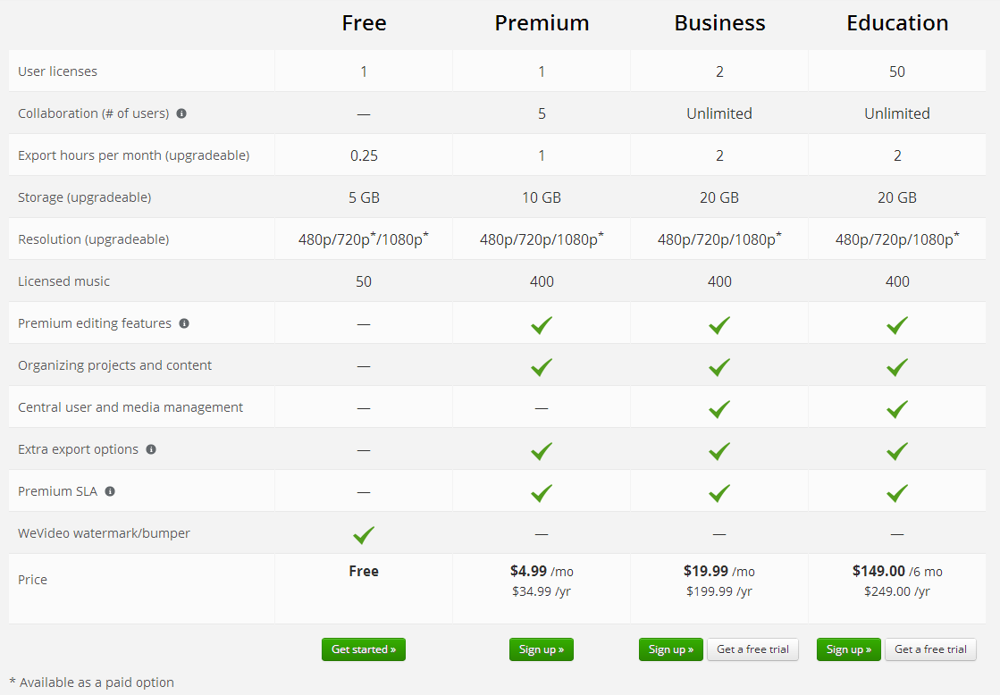 Free Premium Business Education
User licenses 1 1 2 50
Collaboration (# of users) — 5 Unlimited Unlimited
Export hours per month (upgradeable) 0.25 1 2 2
Storage (upgradeable) 5 GB 10 GB 20 GB 20 GB
Resolution (upgradeable) 480p/720p*/1080p* 480p/720p/1080p* 480p/720p/1080p* 480p/720p/1080p*
Licensed music 50 400 400 400
Premium editing features — ✓ ✓ ✓
Organizing projects and content — ✓ ✓ ✓
Central user and media management — — ✓ ✓
Extra export options — ✓ ✓ ✓
Premium SLA — ✓ ✓ ✓
WeVideo watermark/bumper ✓ — — —
Price Free $4.99 /mo $19.99 /mo $149.00 /6 mo
$34.99 /yr $199.99 /yr $249.00 /yr
Get started » Sign up » Sign up » Get a free trial Sign up » Get a free trial
* Available as a paid option